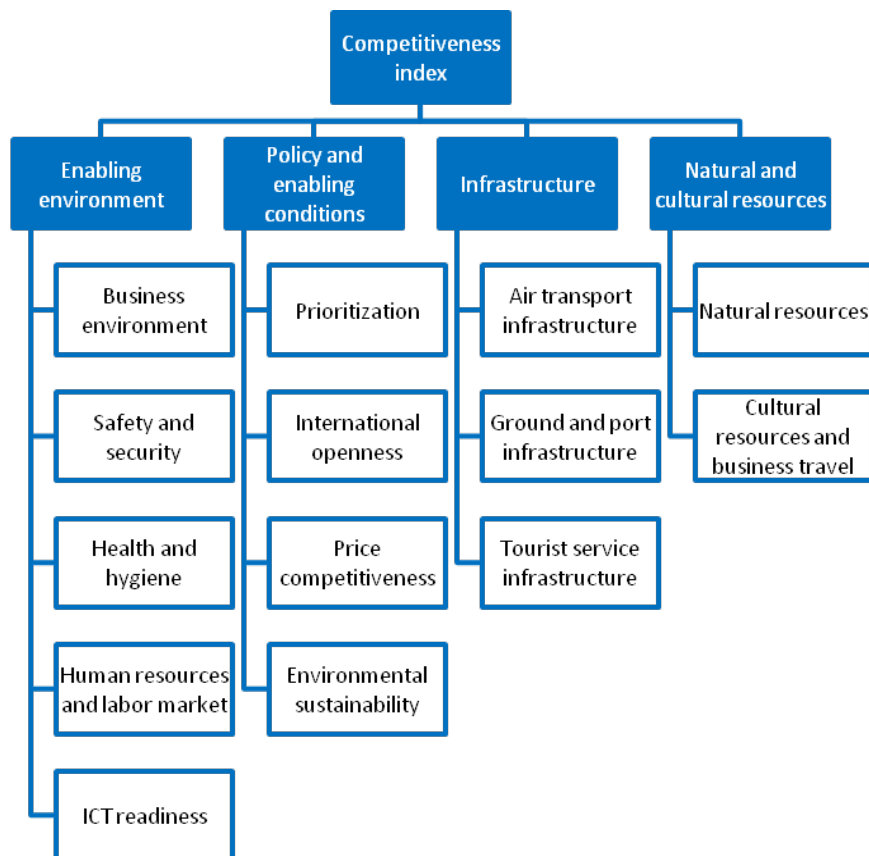 Competitiveness
index
Enabling
environment
Policy and
enabling
conditions
Infrastructure
Natural and
cultural resources
Business
environment
Safety and
security
Health and
hygiene
Human resources
and labor market
ICT readiness
Prioritization
International
openness
Price
competitiveness
Environmental
sustainability
Air transport
infrastructure
Ground and port
infrastructure
Tourist service
infrastructure
Natural resources
Cultural
resources and
business travel